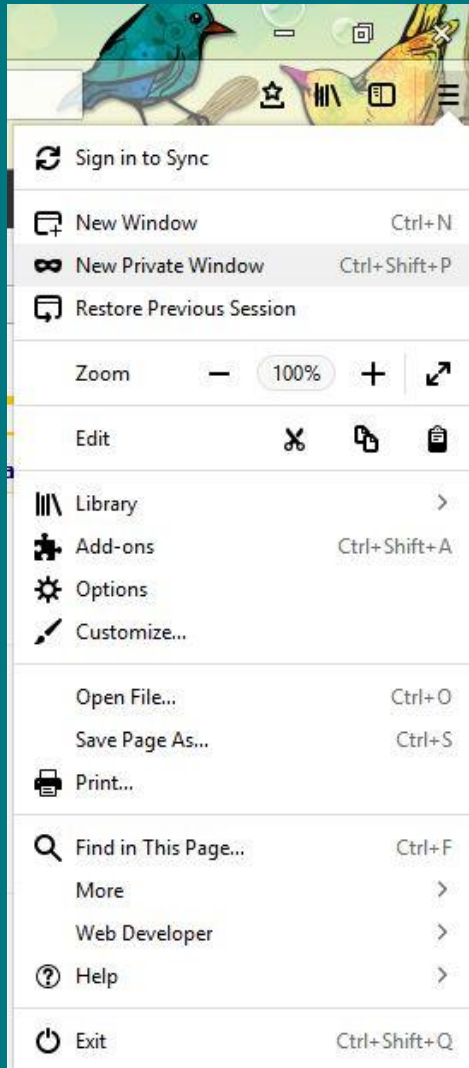 Sign in to Sync
New Window Ctrl+N
New Private Window Ctrl+Shift+P
Restore Previous Session
Zoom 100%
Edit
Library
Add-ons Ctrl+Shift+A
Options
Customize...
Open File... Ctrl+O
Save Page As... Ctrl+S
Print...
Find in This Page... Ctrl+F
More
Web Developer
Help
Exit Ctrl+Shift+Q